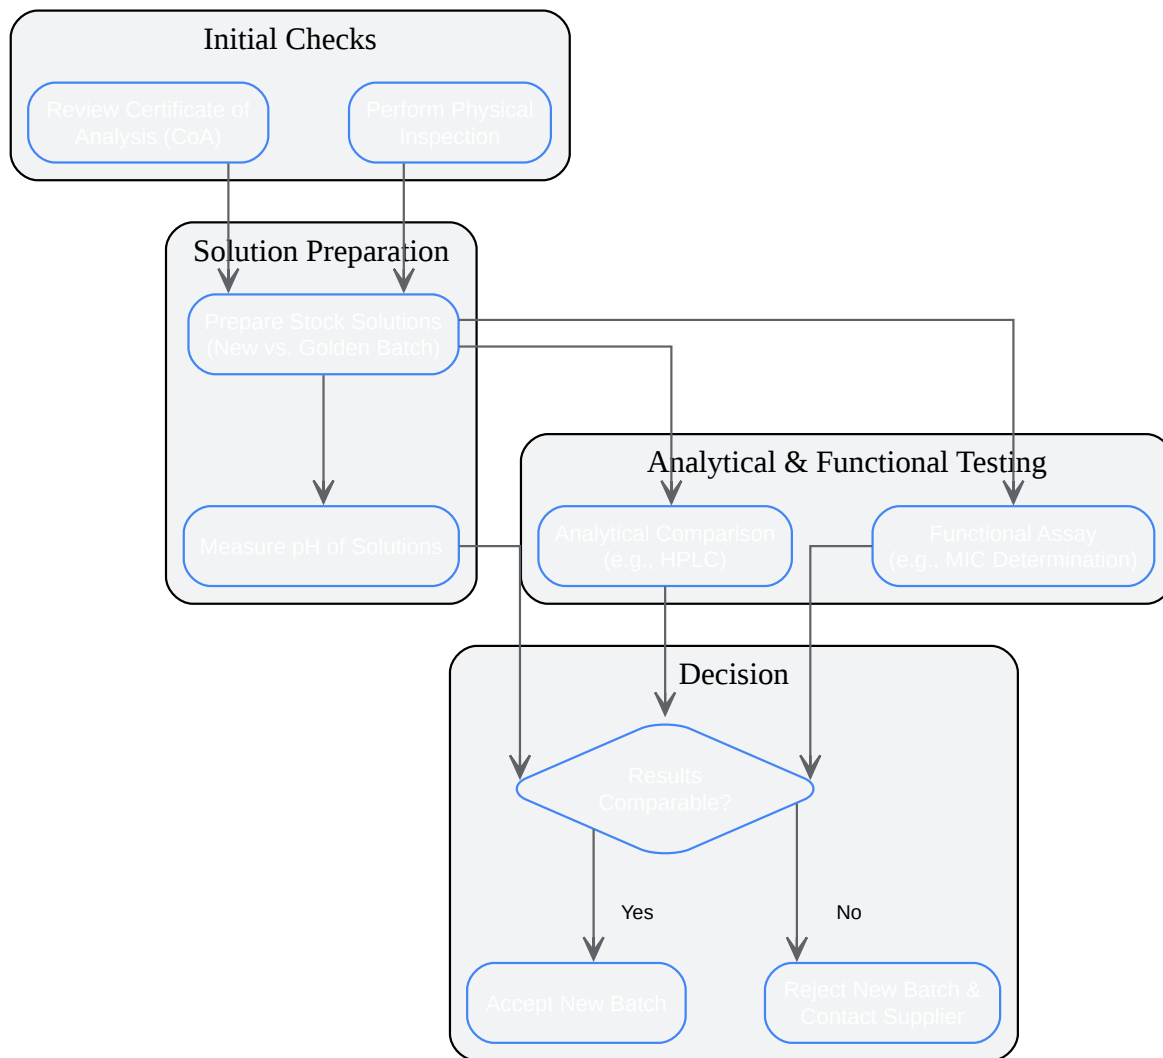 Initial Checks
Review Certificate of
Analysis (CoA)
Perform Physical
Inspection
Solution Preparation
Prepare Stock Solutions
(New vs. Golden Batch)
Measure pH of Solutions
Analytical & Functional Testing
Analytical Comparison
(e.g., HPLC)
Functional Assay
(e.g., MIC Determination)
Decision
Results
Comparable?
Yes
No
Accept New Batch
Reject New Batch &
Contact Supplier